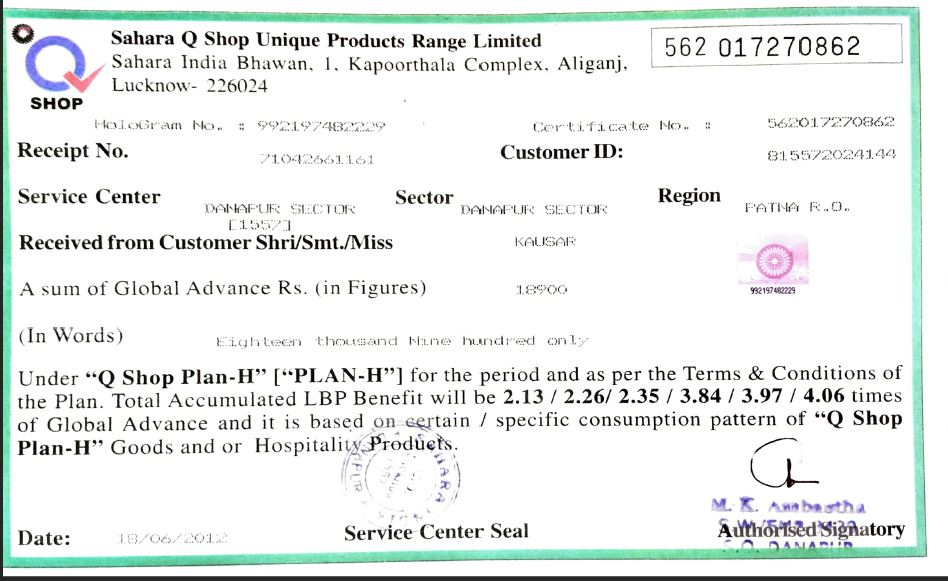 Sahara Q Shop Unique Products Range Limited
562 017270862
Sahara India Bhawan, 1, Kapoorthala Complex, Aliganj,
Lucknow- 226024
Q
SHOP
HoloGram No. : 992197482229 Certificate No. : 562017270862
Receipt No. 71042661161 Customer ID: 815572024144
Service Center DANAPUR SECTOR Sector DANAPUR SECTOR Region PATNA R.O.
[1557]
Received from Customer Shri/Smt./Miss KAUSAR
A sum of Global Advance Rs. (in Figures) 18900
992197482229
(In Words) Eighteen thousand Nine hundred only
Under “Q Shop Plan-H” [“PLAN-H”] for the period and as per the Terms & Conditions of
the Plan. Total Accumulated LBP Benefit will be 2.13 / 2.26/ 2.35 / 3.84 / 3.97 / 4.06 times
of Global Advance and it is based on certain / specific consumption pattern of “Q Shop
Plan-H” Goods and or Hospitality Products.
M. K. Ambastha
Date: 18/06/2012 Service Center Seal Authorised Signatory
S.O. DANAPUR